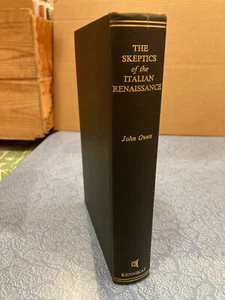 THE
SKEPTICS
of the
ITALIAN
RENAISSANCE
John Owen
KENNIKAT